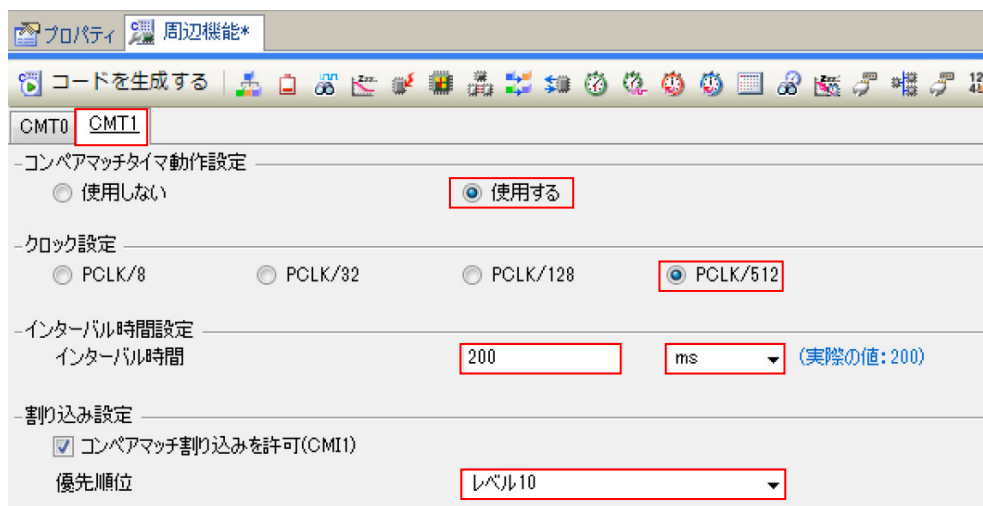 プロパティ 周辺機能*
コードを生成する
CMT0 CMT1
コンペアマッチタイマ動作設定
使用しない 使用する
クロック設定
PCLK/8 PCLK/32 PCLK/128 PCLK/512
インターバル時間設定
インターバル時間 200 ms (実際の値:200)
割り込み設定
コンペアマッチ割り込みを許可(CMI1)
優先順位 レベル10